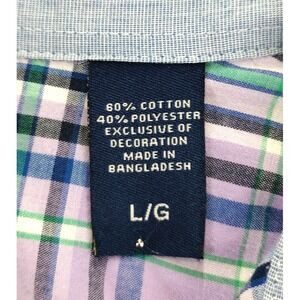 60% COTTON
40% POLYESTER
EXCLUSIVE OF
DECORATION
MADE IN
BANGLADESH
L/G